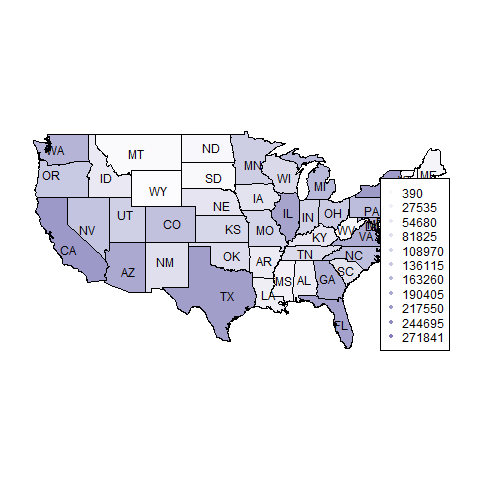 WA
MT
ND
MN
OR
ID
WY
SD
WI
MI
ME
NV
UT
CO
NE
IA
IL
IN
OH
PA
CA
AZ
NM
KS
MO
KY
WV
VA
OK
AR
TN
NC
TX
LA
MS
AL
GA
SC
FL
390
27535
54680
81825
108970
136115
163260
190405
217550
244695
271841